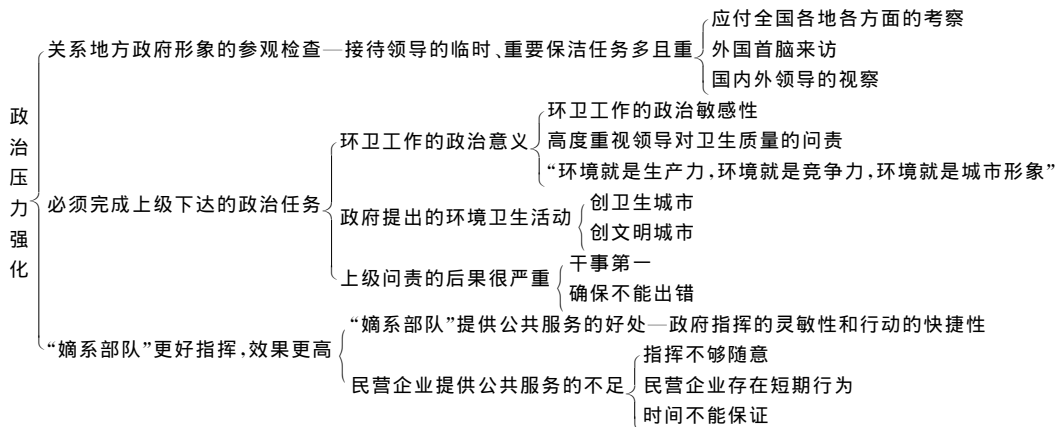 政治压力强化
关系地方政府形象的参观检查—接待领导的临时、重要保洁任务多且重
应付全国各地各方面的考察
外国首脑来访
国内外领导的视察
必须完成上级下达的政治任务
环卫工作的政治意义
环卫工作的政治敏感性
高度重视领导对卫生质量的问责
“环境就是生产力,环境就是竞争力,环境就是城市形象”
政府提出的环境卫生活动
创卫生城市
创文明城市
上级问责的后果很严重
干事第一
确保不能出错
“嫡系部队”更好指挥,效果更高
“嫡系部队”提供公共服务的好处—政府指挥的灵敏性和行动的快捷性
民营企业提供公共服务的不足
指挥不够随意
民营企业存在短期行为
时间不能保证